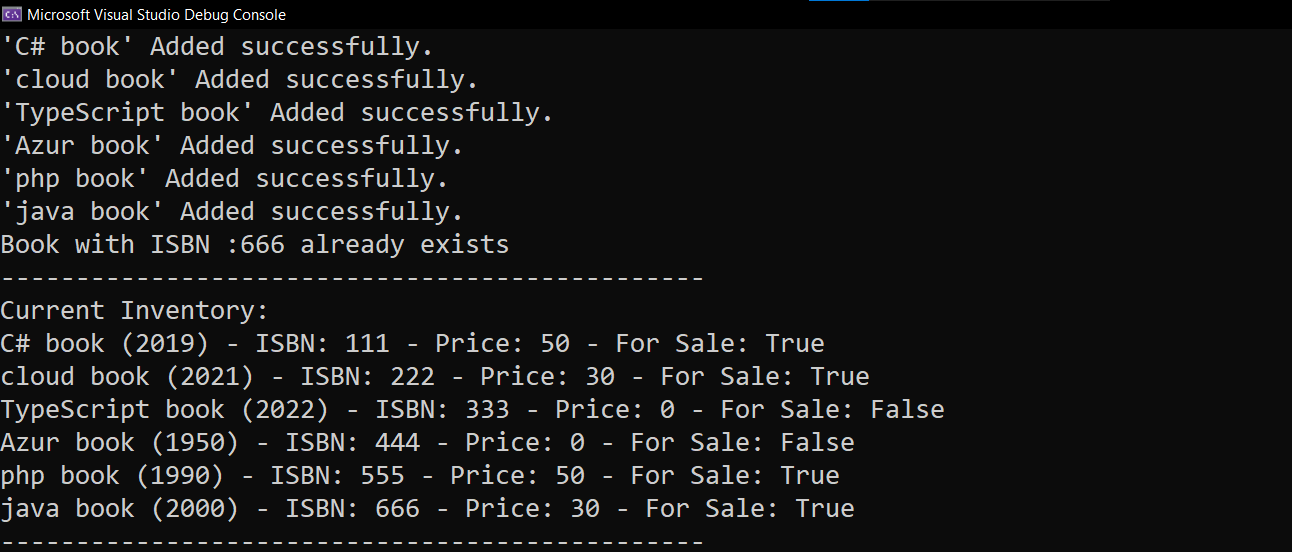 Microsoft Visual Studio Debug Console
'C# book' Added successfully.
'cloud book' Added successfully.
'TypeScript book' Added successfully.
'Azur book' Added successfully.
'php book' Added successfully.
'java book' Added successfully.
Book with ISBN :666 already exists
-----------------------------------------------
Current Inventory:
C# book (2019) - ISBN: 111 - Price: 50 - For Sale: True
cloud book (2021) - ISBN: 222 - Price: 30 - For Sale: True
TypeScript book (2022) - ISBN: 333 - Price: 0 - For Sale: False
Azur book (1950) - ISBN: 444 - Price: 0 - For Sale: False
php book (1990) - ISBN: 555 - Price: 50 - For Sale: True
java book (2000) - ISBN: 666 - Price: 30 - For Sale: True
-----------------------------------------------